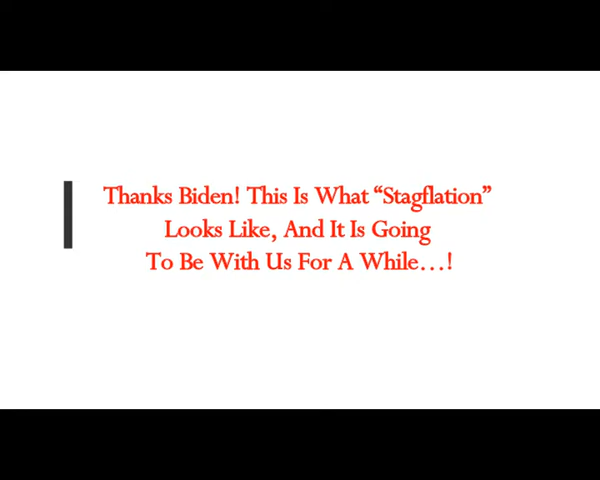 Thanks Biden! This Is What “Stagflation”
Looks Like, And It Is Going
To Be With Us For A While…!